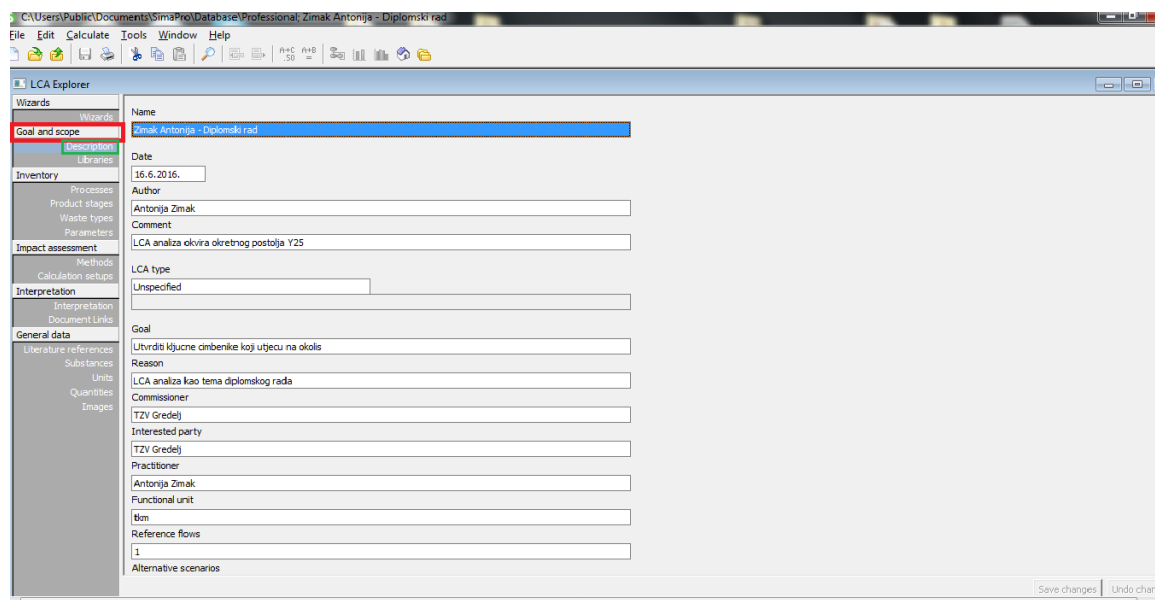 C:\Users\Public\Documents\SimaPro\Database\Professional; Zimak Antonija - Diplomski rad
File Edit Calculate Tools Window Help
A+C .50 A+B =
LCA Explorer
Wizards
Wizards
Goal and scope
Description
Libraries
Inventory
Processes
Product stages
Waste types
Parameters
Impact assessment
Methods
Calculation setups
Interpretation
Interpretation
Document Links
General data
Literature references
Substances
Units
Quantities
Images
Name
Zimak Antonija - Diplomski rad
Date
16.6.2016.
Author
Antonija Zimak
Comment
LCA analiza okvira okretnog postolja Y25
LCA type
Unspecified
Goal
Utvrditi kljucne cimbenike koji utjecu na okolis
Reason
LCA analiza kao tema diplomskog rada
Commissioner
TZV Gredelj
Interested party
TZV Gredelj
Practitioner
Antonija Zimak
Functional unit
tkm
Reference flows
1
Alternative scenarios
Save changes Undo chan